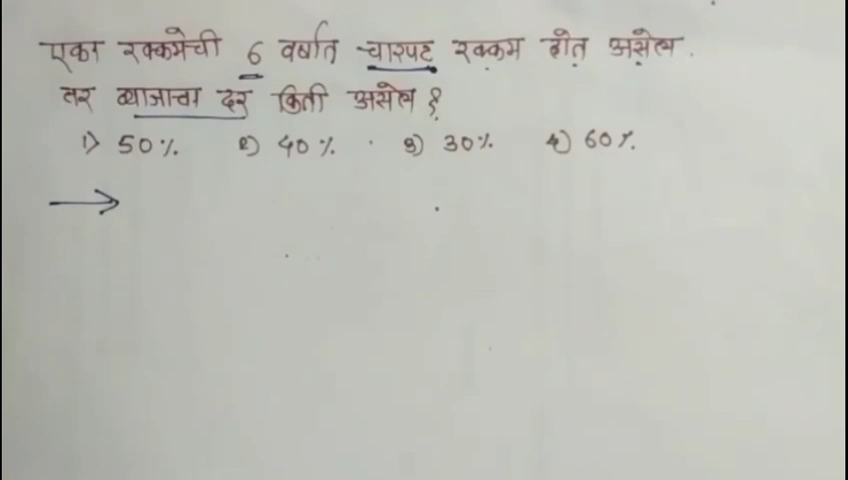 एका रक्कमेची 6 वर्षात चारपट रक्कम होत असेल.
तर व्याजाचा दर किती असेल ?
1) 50%. 2) 40%. 3) 30%. 4) 60%.